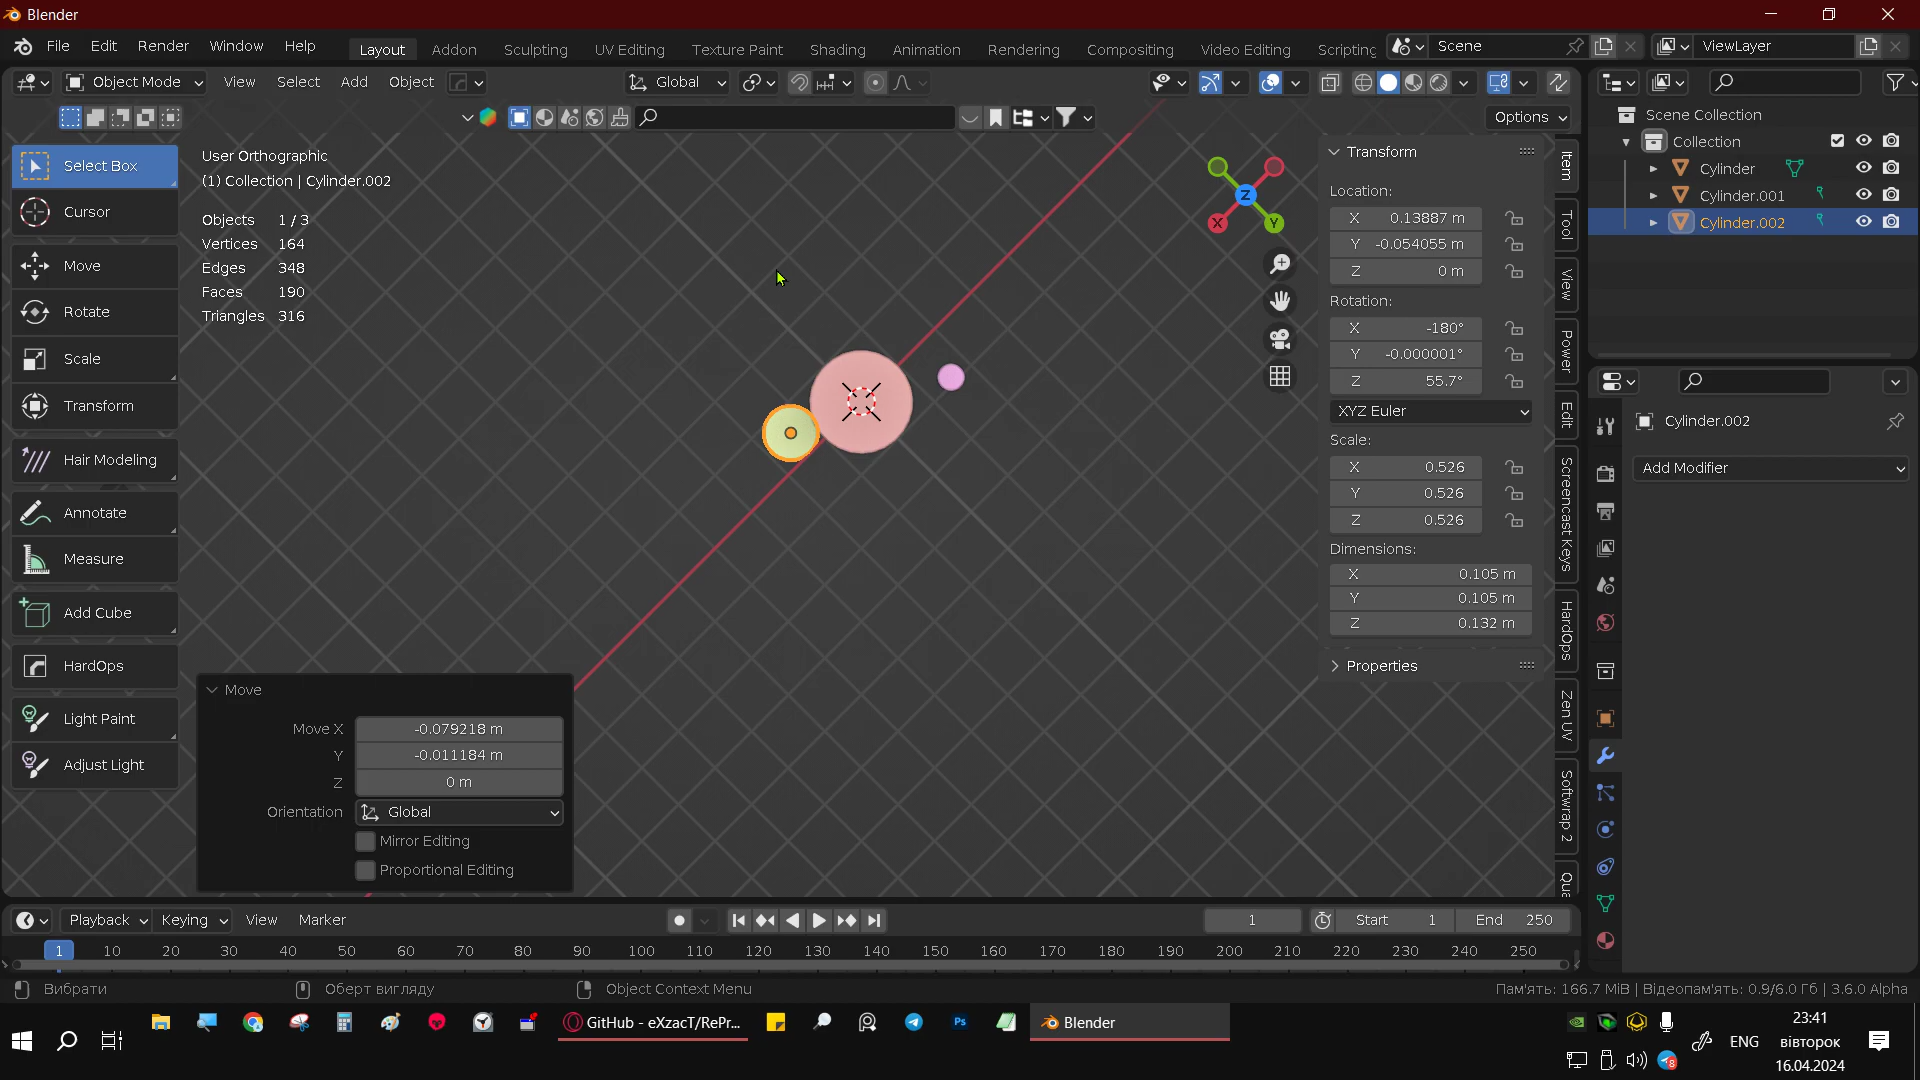 Blender
File Edit Render Window Help Layout Addon Sculpting UV Editing Texture Paint Shading Animation Rendering Compositing Video Editing Scripting Scene ViewLayer
Object Mode View Select Add Object Global
Options
Select Box
Cursor
Move
Rotate
Scale
Transform
Hair Modeling
Annotate
Measure
Add Cube
HardOps
Light Paint
Adjust Light
User Orthographic
(1) Collection | Cylinder.002
Objects 1 / 3
Vertices 164
Edges 348
Faces 190
Triangles 316
X Y Z
Move
Move X -0.079218 m
Y -0.011184 m
Z 0 m
Orientation Global
Mirror Editing
Proportional Editing
Transform
Location:
X 0.13887 m
Y -0.054055 m
Z 0 m
Rotation:
X -180°
Y -0.000001°
Z 55.7°
XYZ Euler
Scale:
X 0.526
Y 0.526
Z 0.526
Dimensions:
X 0.105 m
Y 0.105 m
Z 0.132 m
Properties
Item
Tool
View
Power
Edit
Screencast Keys
HardOps
Zen UV
Softwrap 2
Qua
Scene Collection
Collection
Cylinder
Cylinder.001
Cylinder.002
Cylinder.002
Add Modifier
Playback Keying View Marker 1 Start 1 End 250
1 10 20 30 40 50 60 70 80 90 100 110 120 130 140 150 160 170 180 190 200 210 220 230 240 250
Вибрати Оберт вигляду Object Context Menu Пам'ять: 166.7 MiB | Відеопам'ять: 0.9/6.0 Гб | 3.6.0 Alpha
GitHub - eXzacT/RePr... Ps Blender
ENG
23:41
вівторок
16.04.2024
8